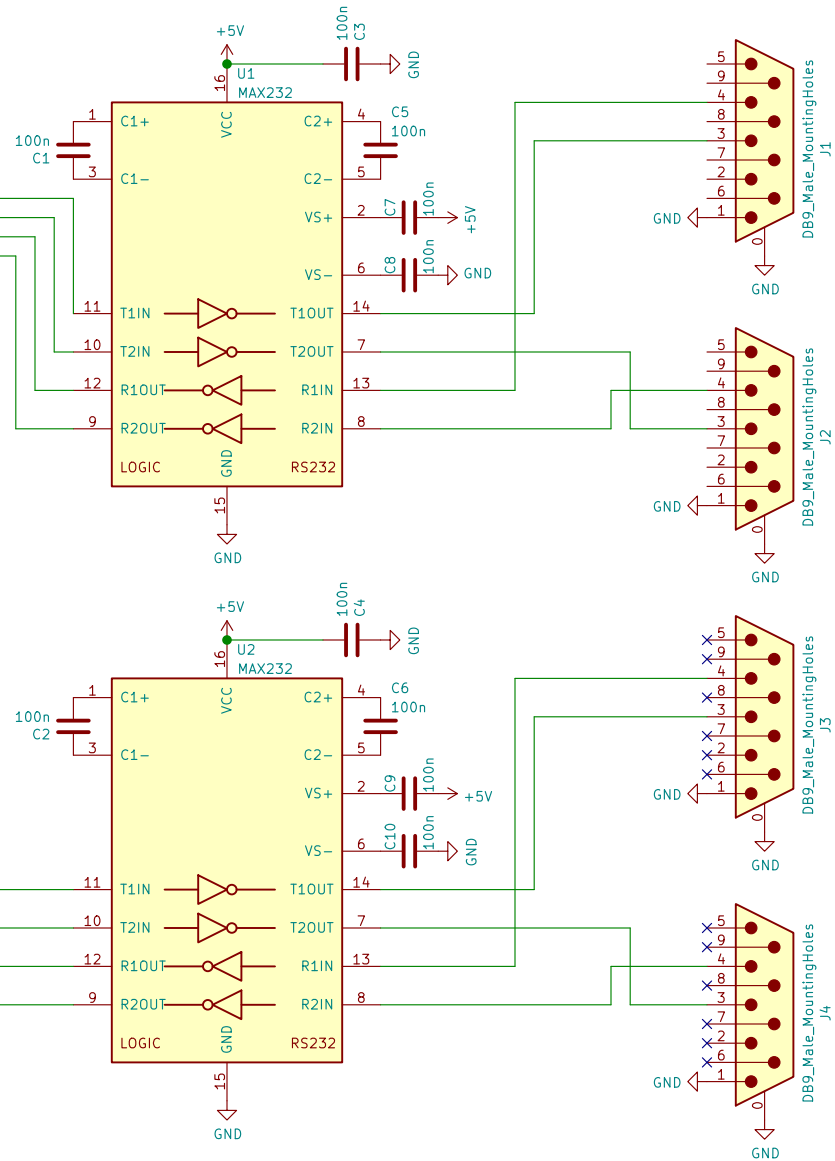 +5V
100n
C3
GND
16
U1
MAX232
VCC
1
C1+
C2+
4
C5
100n
100n
C1
3
C1−
C2−
5
VS+
2
C7
100n
+5V
VS−
6
C8
100n
GND
11
T1IN
T1OUT
14
10
T2IN
T2OUT
7
12
R1OUT
R1IN
13
9
R2OUT
R2IN
8
LOGIC
GND
RS232
15
GND
5
9
4
8
3
7
2
6
GND
1
0
GND
DB9_Male_MountingHoles
J1
5
9
4
8
3
7
2
6
GND
1
0
GND
DB9_Male_MountingHoles
J2
+5V
100n
C4
GND
16
U2
MAX232
VCC
1
C1+
C2+
4
C6
100n
100n
C2
3
C1−
C2−
5
VS+
2
C9
100n
+5V
VS−
6
C10
100n
GND
11
T1IN
T1OUT
14
10
T2IN
T2OUT
7
12
R1OUT
R1IN
13
9
R2OUT
R2IN
8
LOGIC
GND
RS232
15
GND
5
9
4
8
3
7
2
6
GND
1
0
GND
DB9_Male_MountingHoles
J3
5
9
4
8
3
7
2
6
GND
1
0
GND
DB9_Male_MountingHoles
J4